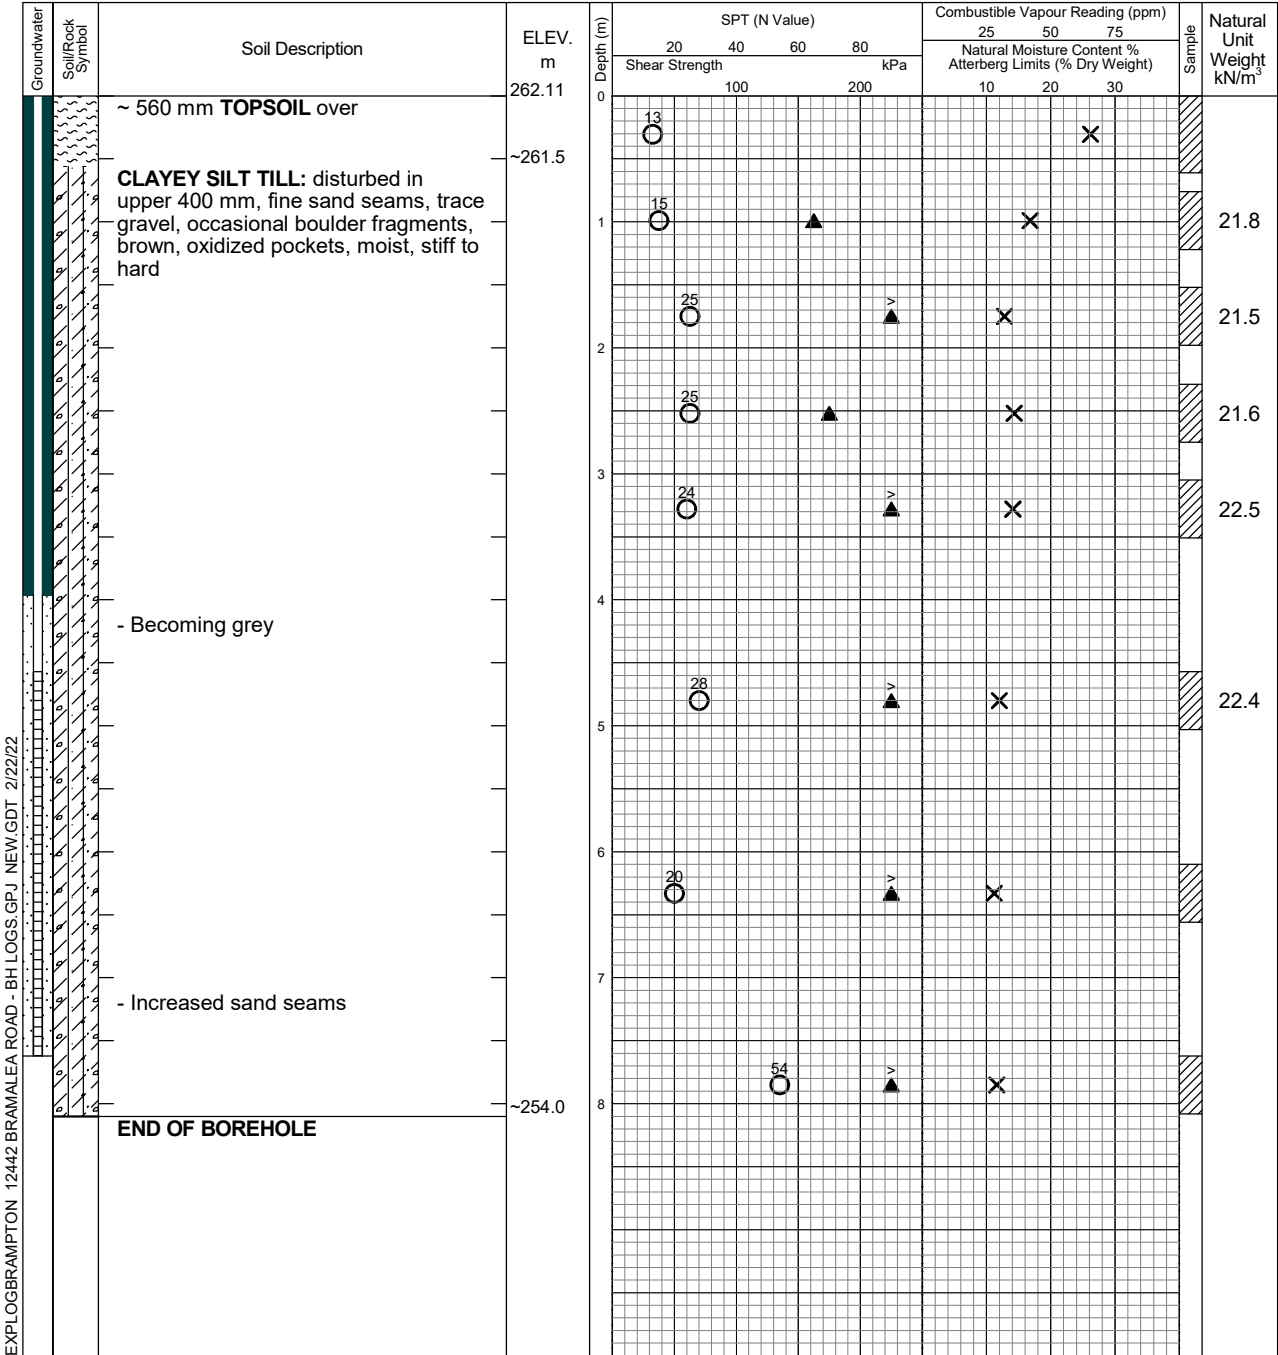 Groundwater
Soil/Rock
Symbol
Soil Description
ELEV.
m
262.11
Depth (m)
SPT (N Value)
20 40 60 80
Shear Strength kPa
100 200
Combustible Vapour Reading (ppm)
25 50 75
Natural Moisture Content %
Atterberg Limits (% Dry Weight)
10 20 30
Sample
Natural
Unit
Weight
kN/m³
0
~ 560 mm TOPSOIL over
13
~261.5
CLAYEY SILT TILL: disturbed in
upper 400 mm, fine sand seams, trace
gravel, occasional boulder fragments,
brown, oxidized pockets, moist, stiff to
hard
15
1
21.8
25 >
21.5
2
25
21.6
3
24 >
22.5
4
- Becoming grey
28 >
22.4
5
6
20 >
7
- Increased sand seams
54 >
~254.0
8
END OF BOREHOLE
EXPLOGBRAMPTON 12442 BRAMALEA ROAD - BH LOGS.GPJ NEW.GDT 2/22/22